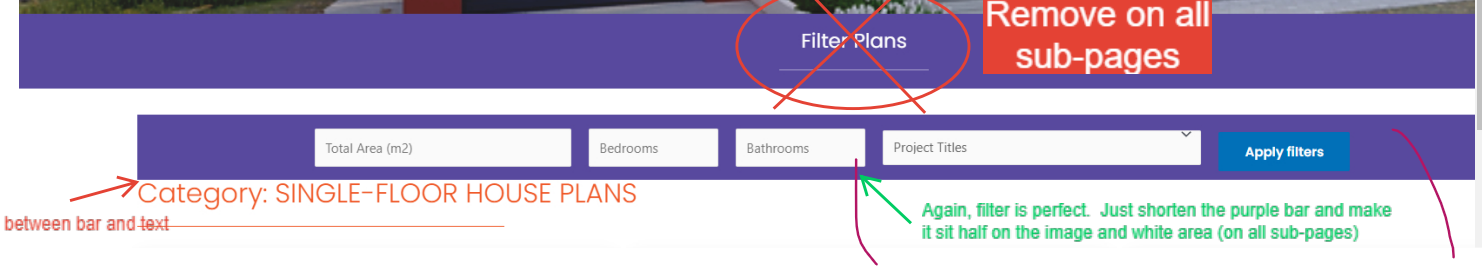 Remove on all
sub-pages
Filter Plans
Total Area (m2)
Bedrooms
Bathrooms
Project Titles
Apply filters
Category: SINGLE-FLOOR HOUSE PLANS
between bar and text
Again, filter is perfect. Just shorten the purple bar and make
it sit half on the image and white area (on all sub-pages)